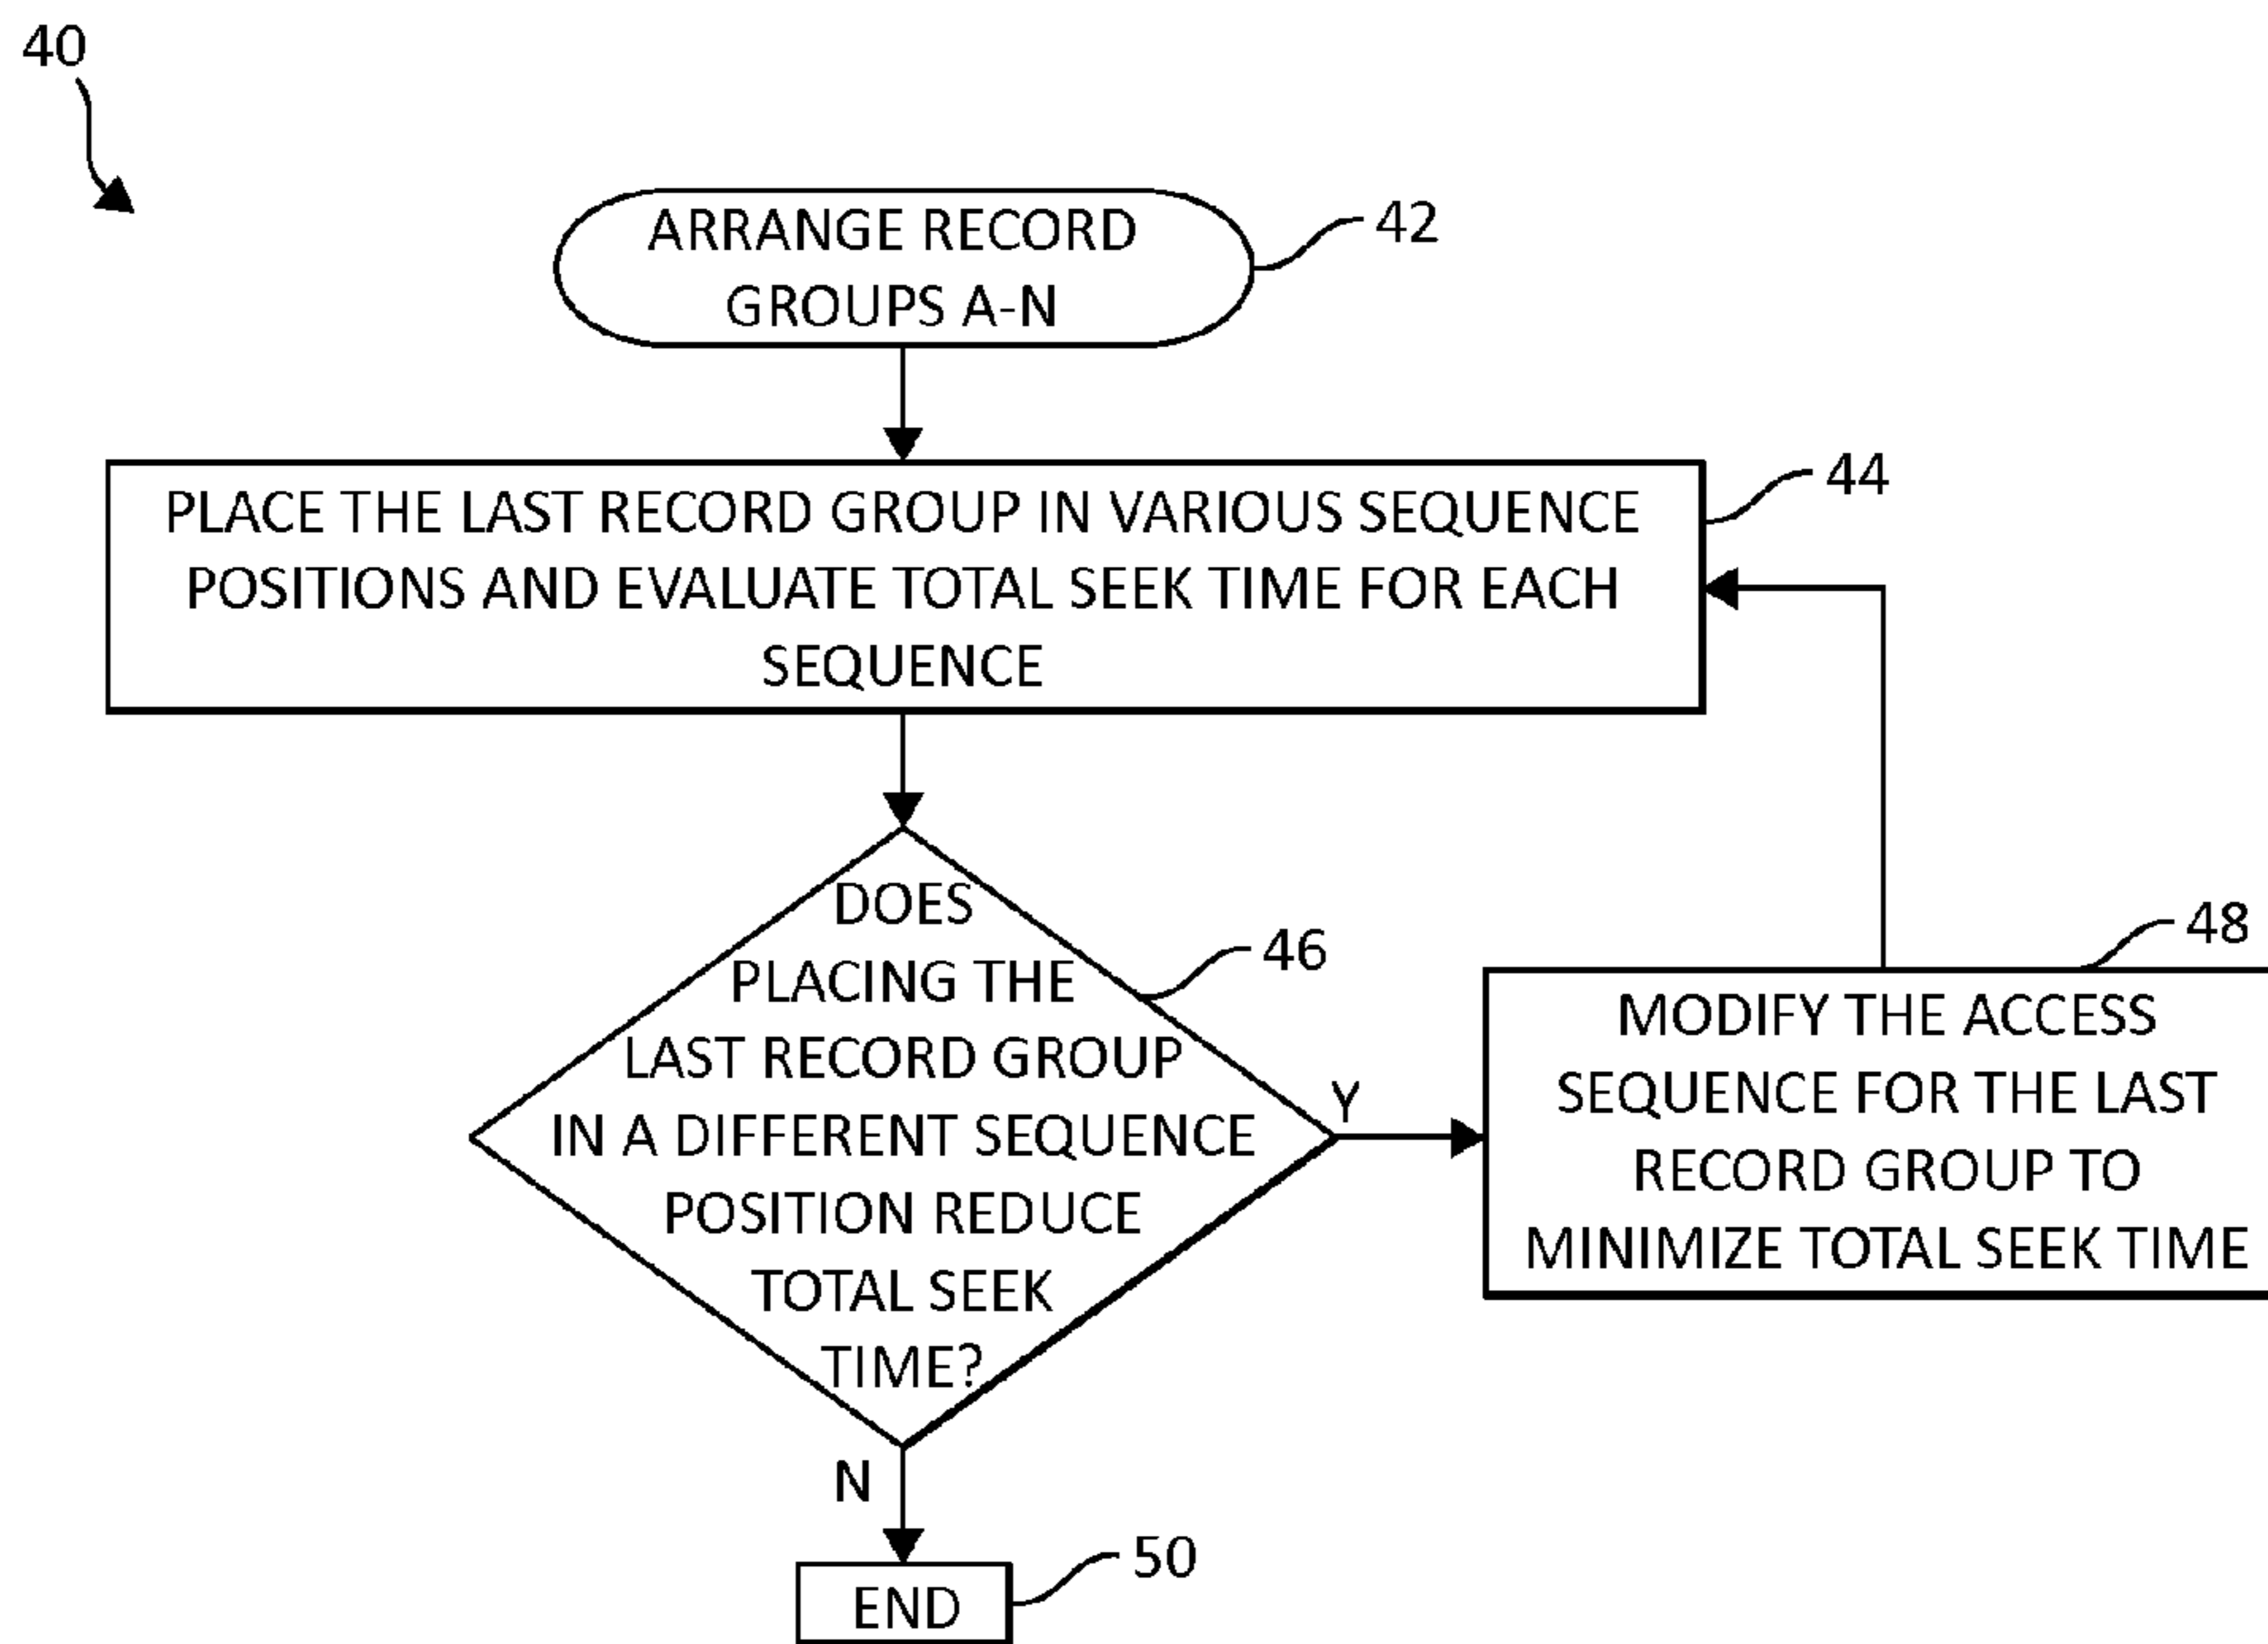 40
ARRANGE RECORD
GROUPS A-N
42
PLACE THE LAST RECORD GROUP IN VARIOUS SEQUENCE
POSITIONS AND EVALUATE TOTAL SEEK TIME FOR EACH
SEQUENCE
44
DOES
PLACING THE
LAST RECORD GROUP
IN A DIFFERENT SEQUENCE
POSITION REDUCE
TOTAL SEEK
TIME?
46
Y
48
MODIFY THE ACCESS
SEQUENCE FOR THE LAST
RECORD GROUP TO
MINIMIZE TOTAL SEEK TIME
N
END
50